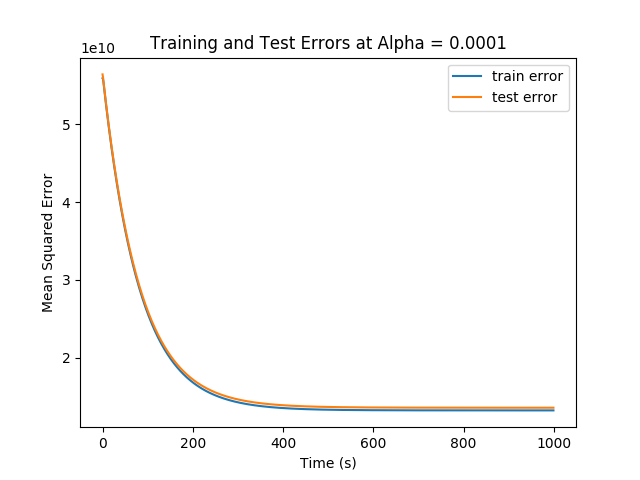 Training and Test Errors at Alpha = 0.0001
1e10
train error
test error
5
4
3
2
Mean Squared Error
0 200 400 600 800 1000
Time (s)